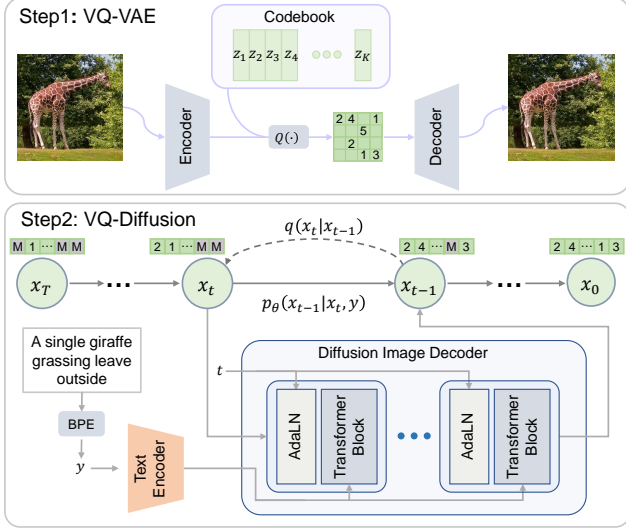 Step1: VQ-VAE
Codebook
z1 z2 z3 z4 zK
Encoder
Q(·)
2 4 1
5
2
1 3
Decoder
Step2: VQ-Diffusion
q(xt|xt−1)
M 1 ··· M M
2 1 ··· M M
2 4 ··· M 3
2 4 ··· 1 3
xT ··· xt xt−1 ··· x0
pθ(xt−1|xt, y)
A single giraffe
grassing leave
outside
BPE
y
Text
Encoder
Diffusion Image Decoder
t
AdaLN
Transformer
Block
AdaLN
Transformer
Block